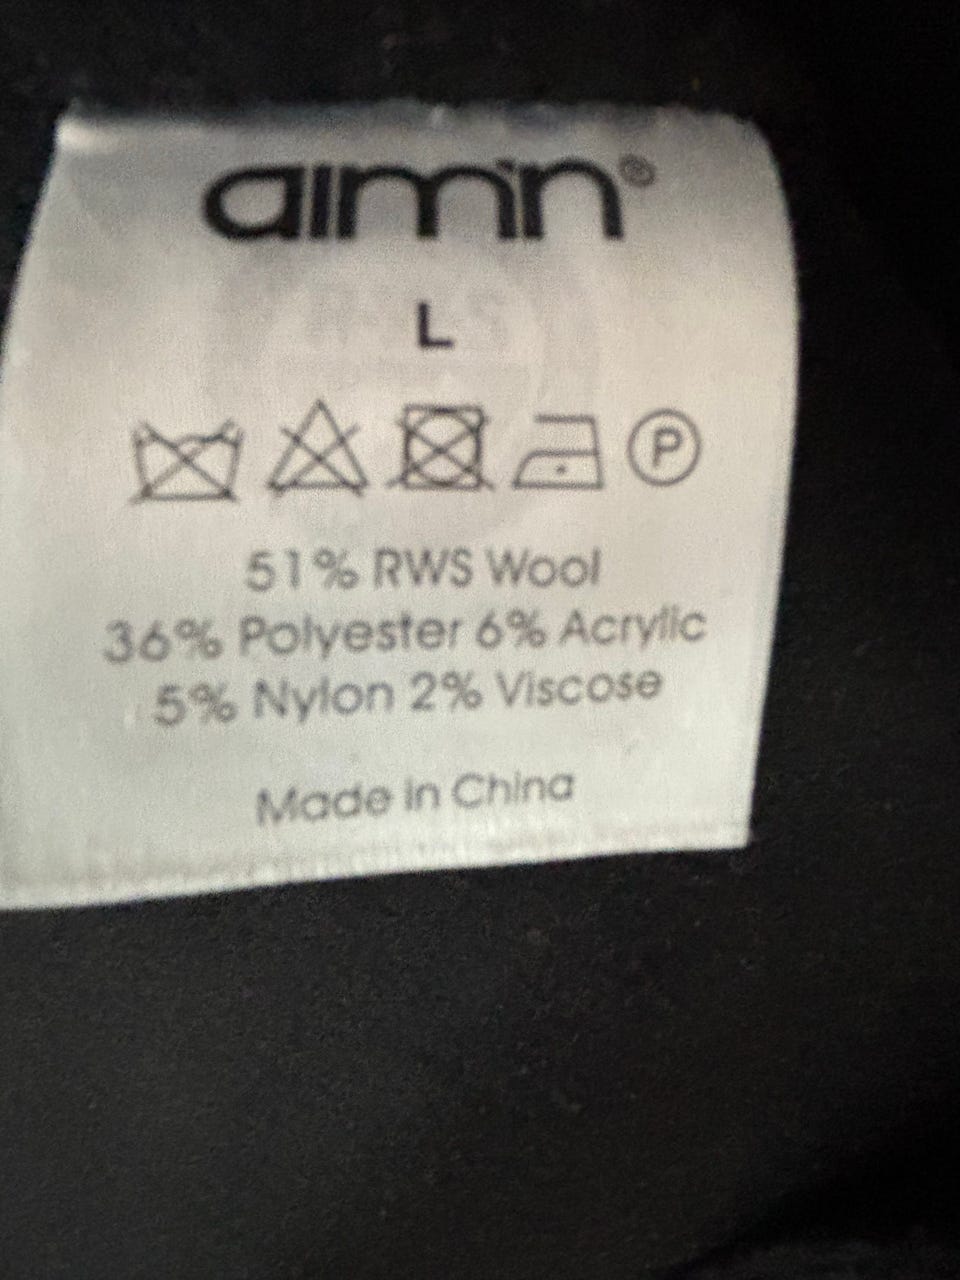 aim'n®
L
P
51% RWS Wool
36% Polyester 6% Acrylic
5% Nylon 2% Viscose
Made in China